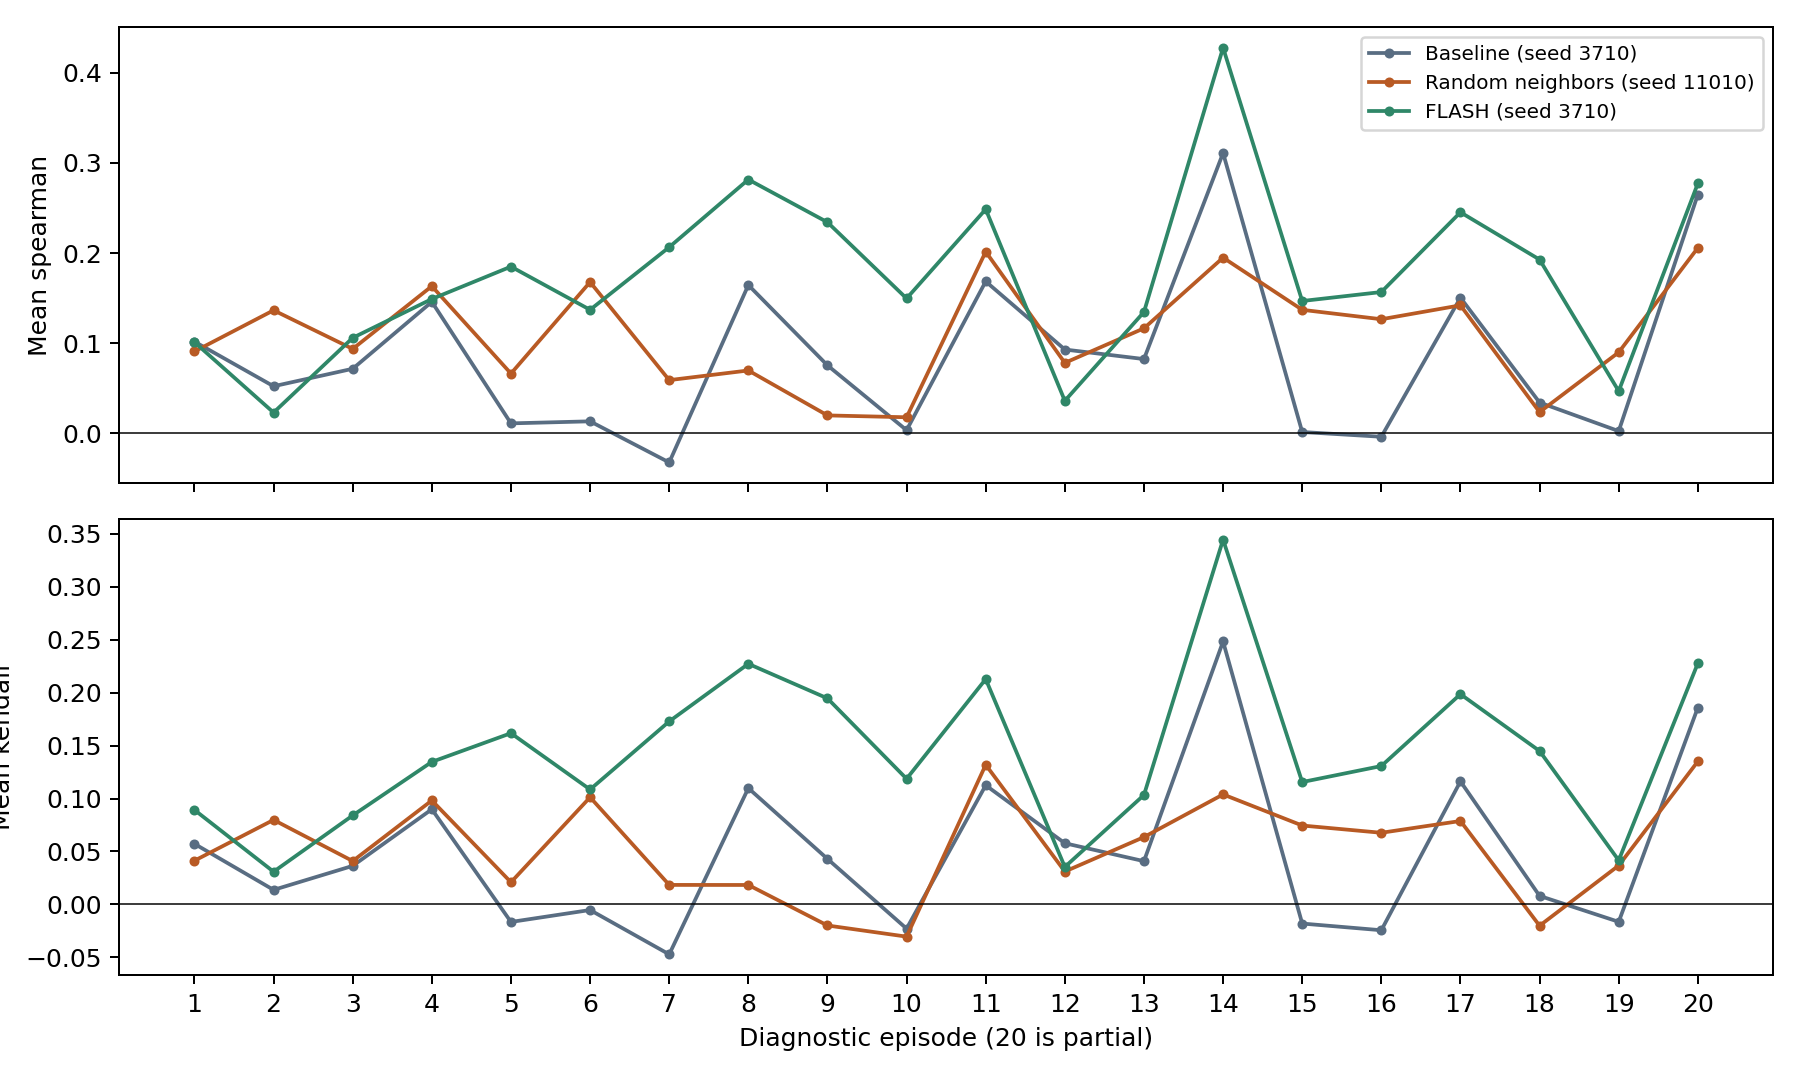 Mean spearman
0.4
0.3
0.2
0.1
0.0
Baseline (seed 3710)
Random neighbors (seed 11010)
FLASH (seed 3710)
0.35
0.30
0.25
0.20
0.15
0.10
0.05
0.00
−0.05
1 2 3 4 5 6 7 8 9 10 11 12 13 14 15 16 17 18 19 20
Diagnostic episode (20 is partial)